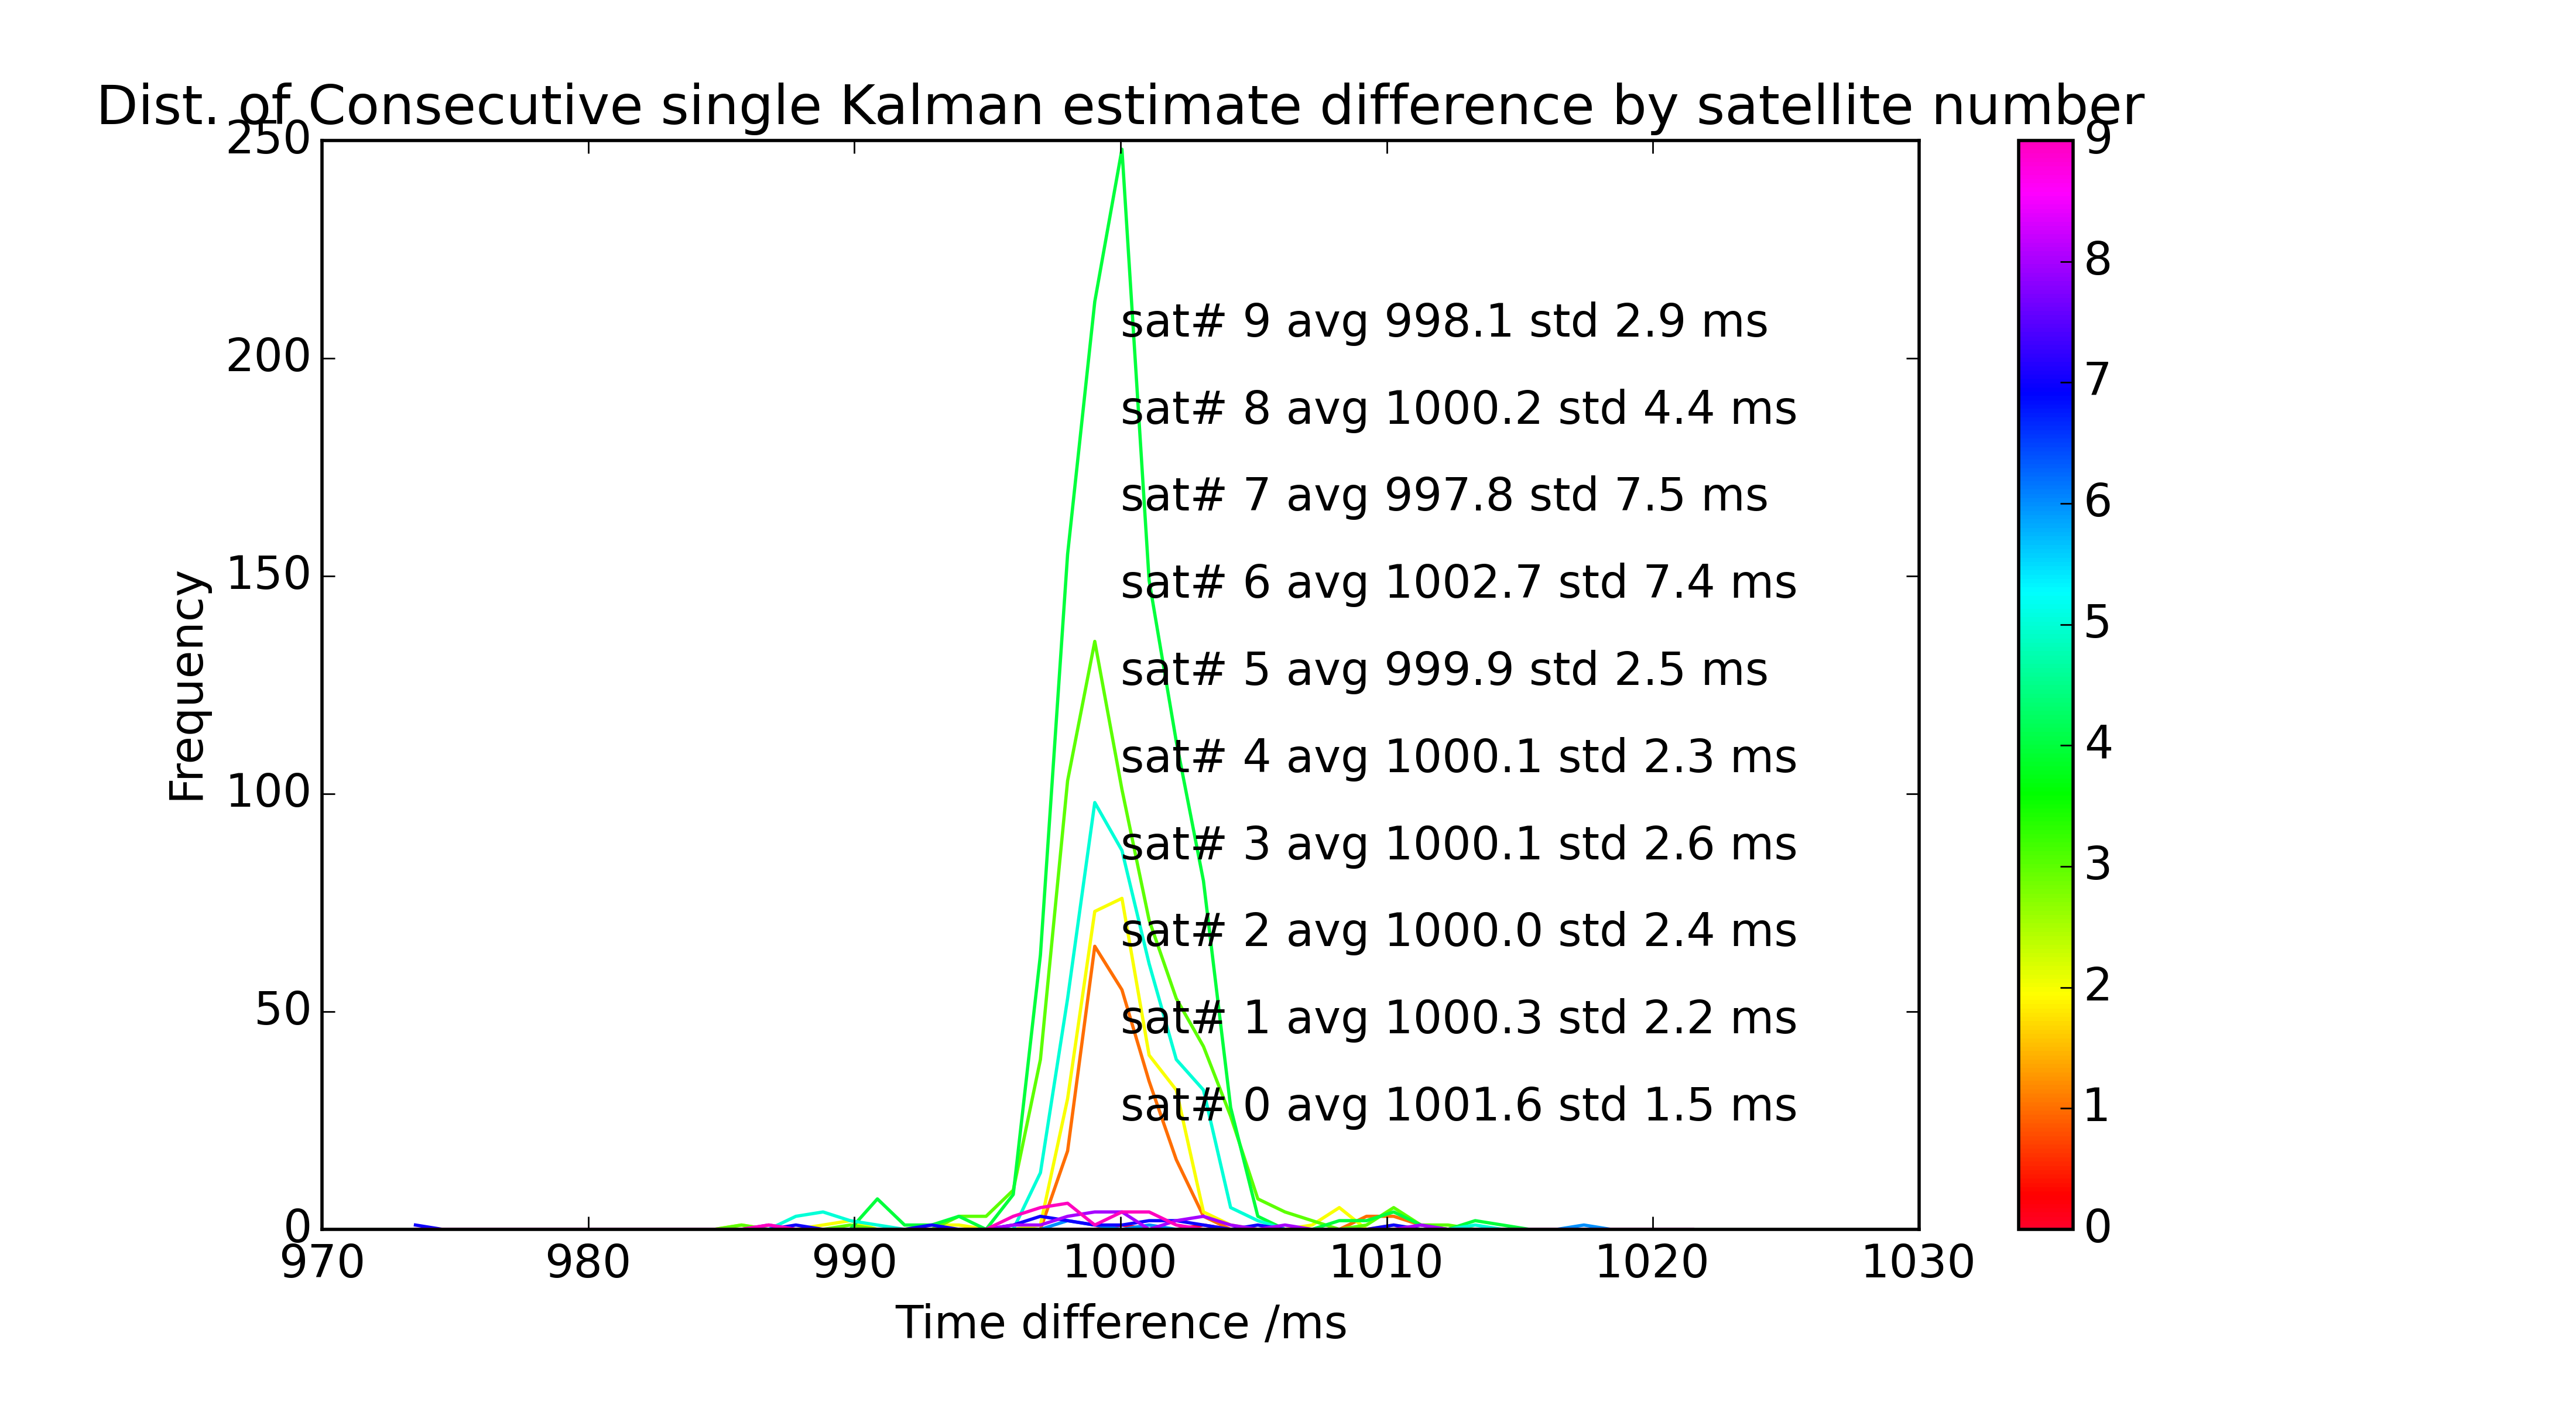 Dist. of Consecutive single Kalman estimate difference by satellite number
250
200
150
100
50
0
Frequency
sat# 9 avg 998.1 std 2.9 ms
sat# 8 avg 1000.2 std 4.4 ms
sat# 7 avg 997.8 std 7.5 ms
sat# 6 avg 1002.7 std 7.4 ms
sat# 5 avg 999.9 std 2.5 ms
sat# 4 avg 1000.1 std 2.3 ms
sat# 3 avg 1000.1 std 2.6 ms
sat# 2 avg 1000.0 std 2.4 ms
sat# 1 avg 1000.3 std 2.2 ms
sat# 0 avg 1001.6 std 1.5 ms
970 980 990 1000 1010 1020 1030
Time difference /ms
9
8
7
6
5
4
3
2
1
0